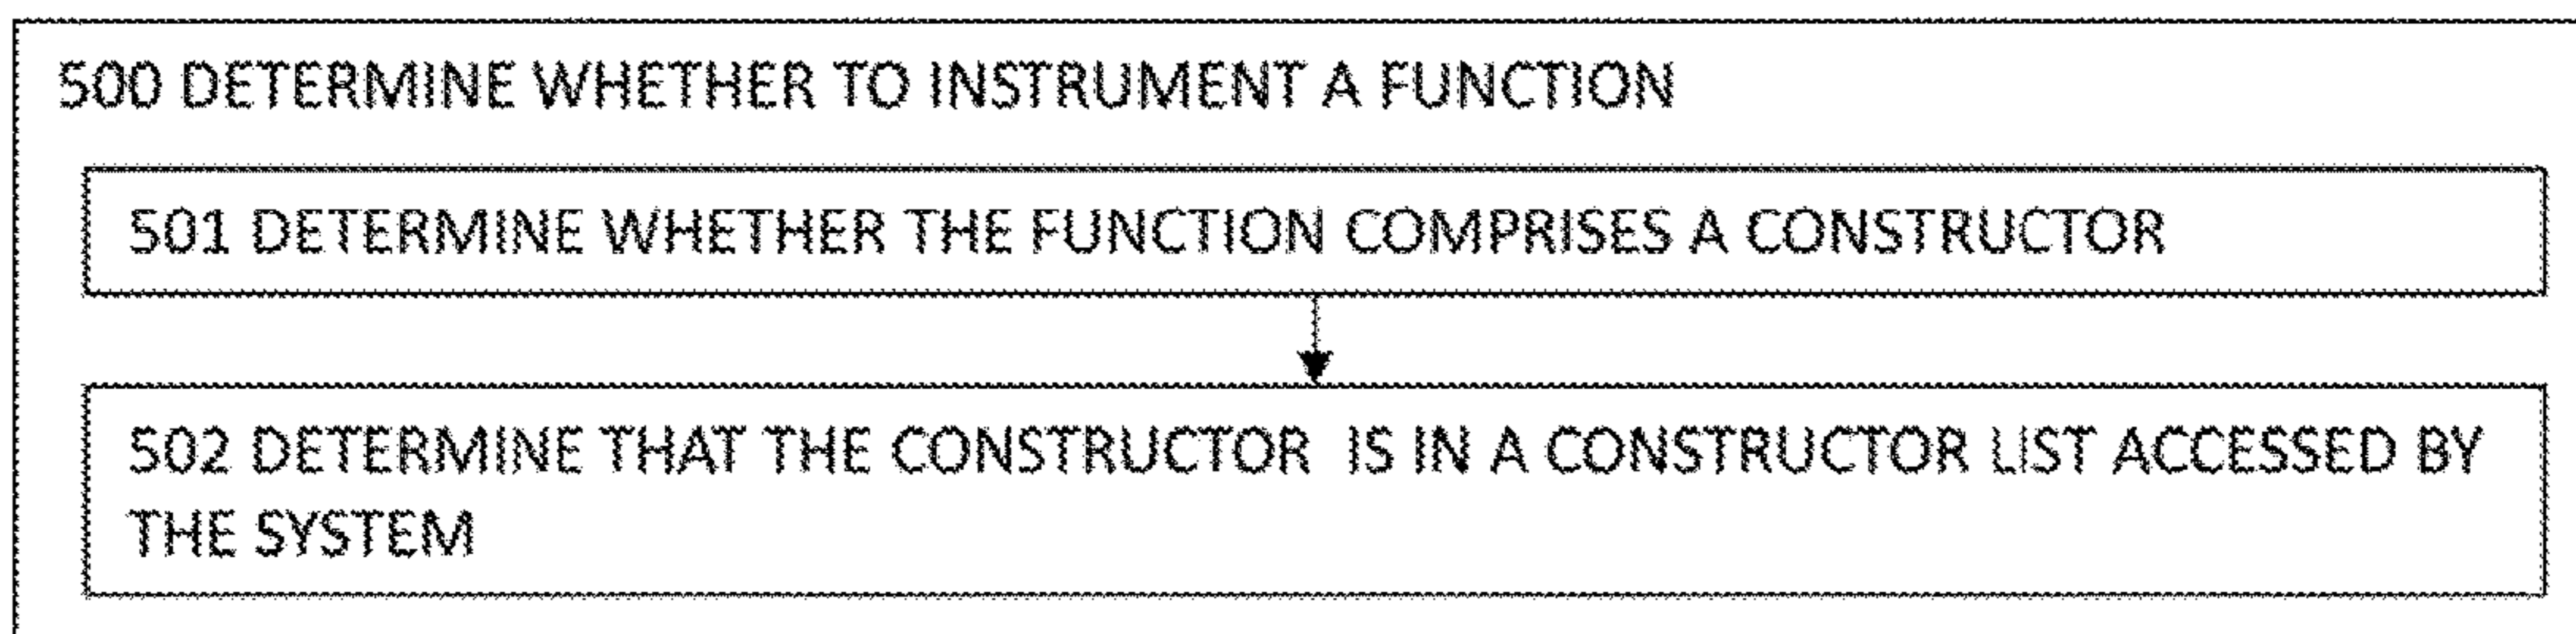 500 DETERMINE WHETHER TO INSTRUMENT A FUNCTION
501 DETERMINE WHETHER THE FUNCTION COMPRISES A CONSTRUCTOR
502 DETERMINE THAT THE CONSTRUCTOR IS IN A CONSTRUCTOR LIST ACCESSED BY
THE SYSTEM